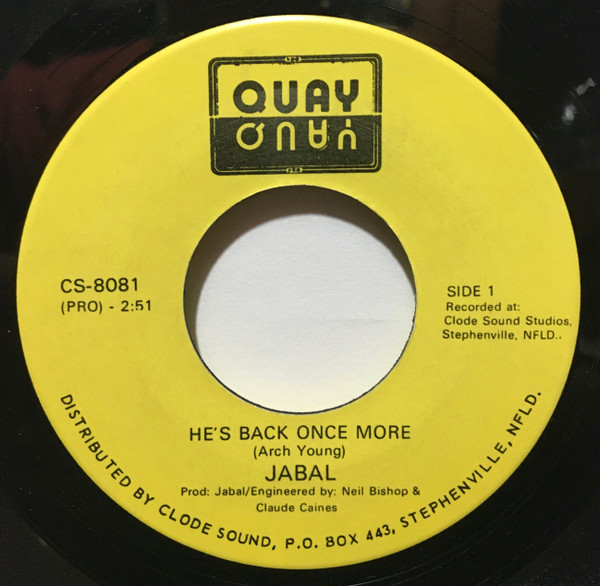 QUAY
QUAY
CS-8081
(PRO) - 2:51
SIDE 1
Recorded at:
Clode Sound Studios,
Stephenville, NFLD..
HE'S BACK ONCE MORE
(Arch Young)
JABAL
Prod: Jabal/Engineered by: Neil Bishop &
Claude Caines
DISTRIBUTED BY CLODE SOUND, P.O. BOX 443, STEPHENVILLE, NFLD.